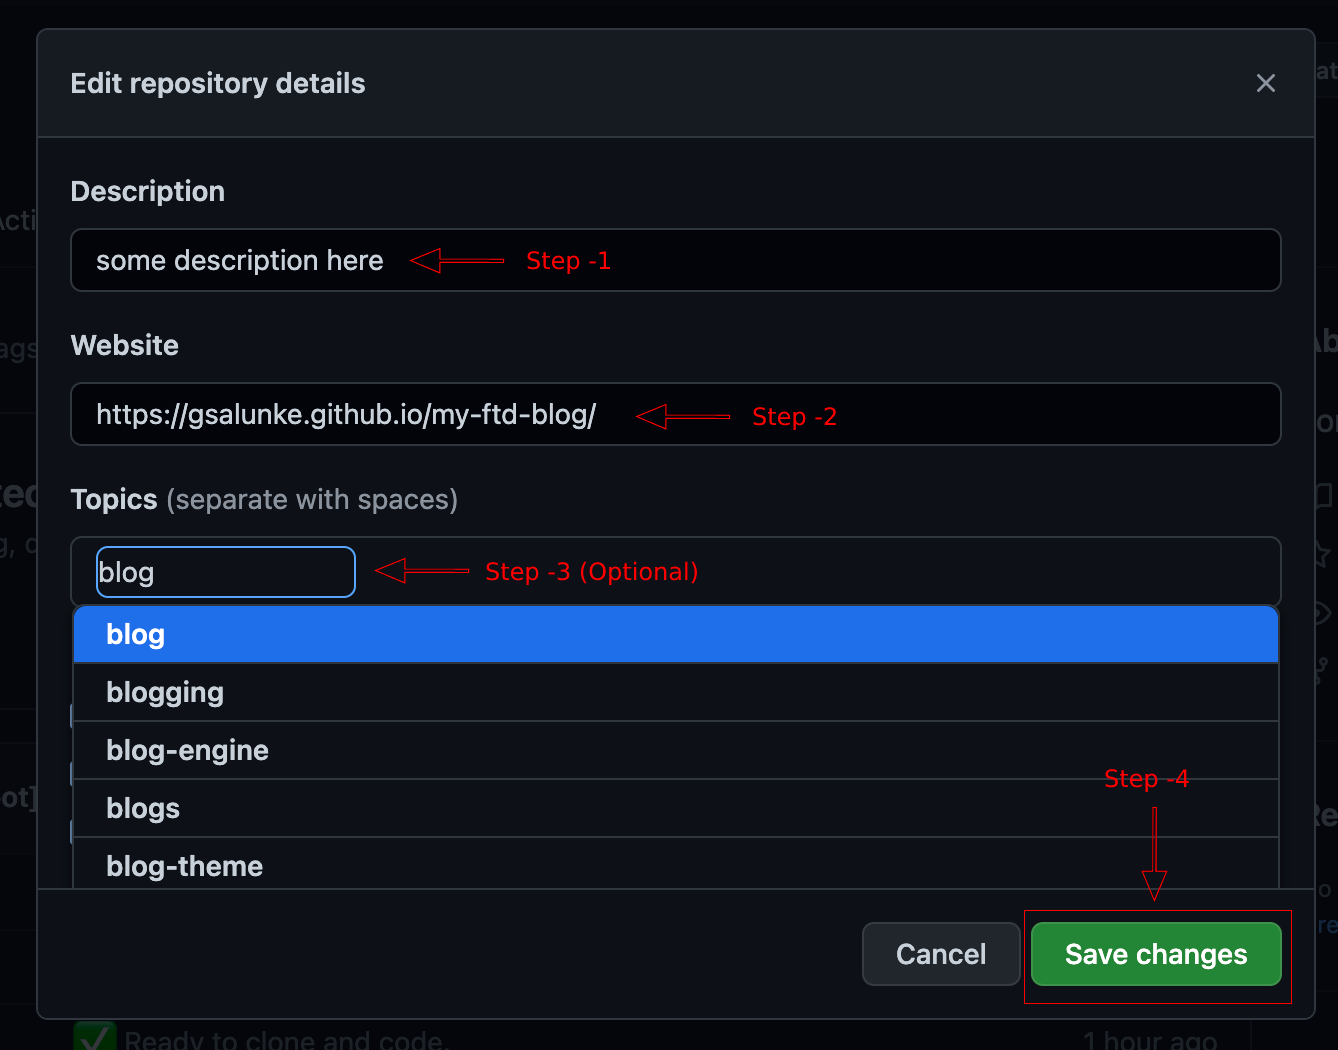 Edit repository details
Description
some description here
Step -1
Website
https://gsalunke.github.io/my-ftd-blog/
Step -2
Topics (separate with spaces)
blog
Step -3 (Optional)
blog
blogging
blog-engine
blogs
Step -4
blog-theme
Cancel
Save changes
Ready to clone and code.
1 hour ago